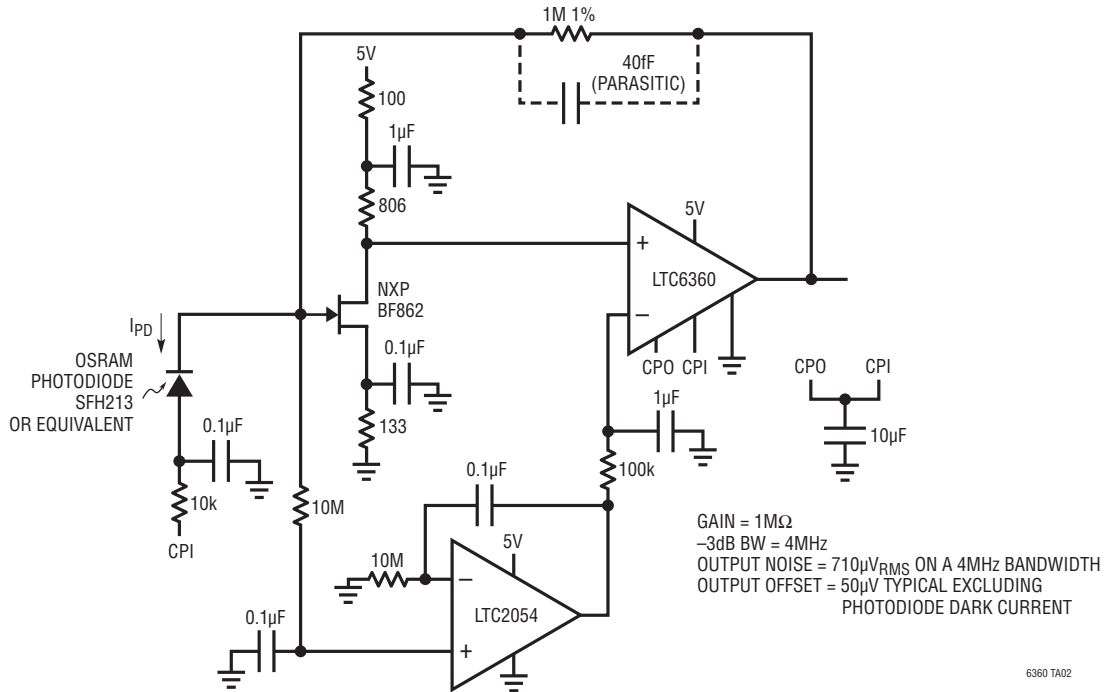 1M 1%
40fF
(PARASITIC)
5V
100
1µF
806
5V
+
LTC6360
–
CPO CPI
NXP
BF862
IPD
OSRAM
PHOTODIODE
SFH213
OR EQUIVALENT
0.1µF
133
0.1µF
10k
CPI
10M
1µF
100k
CPO CPI
10µF
0.1µF
5V
10M
–
LTC2054
+
0.1µF
GAIN = 1MΩ
–3dB BW = 4MHz
OUTPUT NOISE = 710µVRMS ON A 4MHz BANDWIDTH
OUTPUT OFFSET = 50µV TYPICAL EXCLUDING
PHOTODIODE DARK CURRENT
6360 TA02